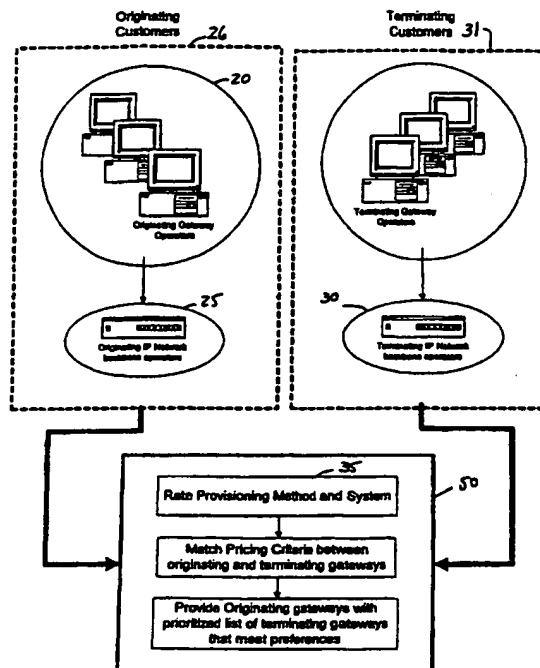 Originating
Customers
26
Terminating
Customers
31
20
Originating Gateway
Operators
Terminating Gateway
Operators
25
Originating IP Network
backbone operators
30
Terminating IP Network
backbone operators
35
50
Rate Provisioning Method and System
Match Pricing Criteria between
originating and terminating gateways
Provide Originating gateways with
prioritized list of terminating gateways
that meet preferences